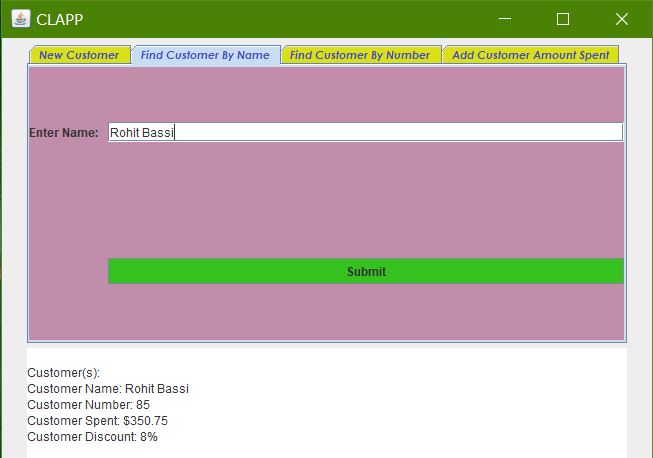 CLAPP
New Customer Find Customer By Name Find Customer By Number Add Customer Amount Spent
Enter Name: Rohit Bassi
Submit
Customer(s):
Customer Name: Rohit Bassi
Customer Number: 85
Customer Spent: $350.75
Customer Discount: 8%